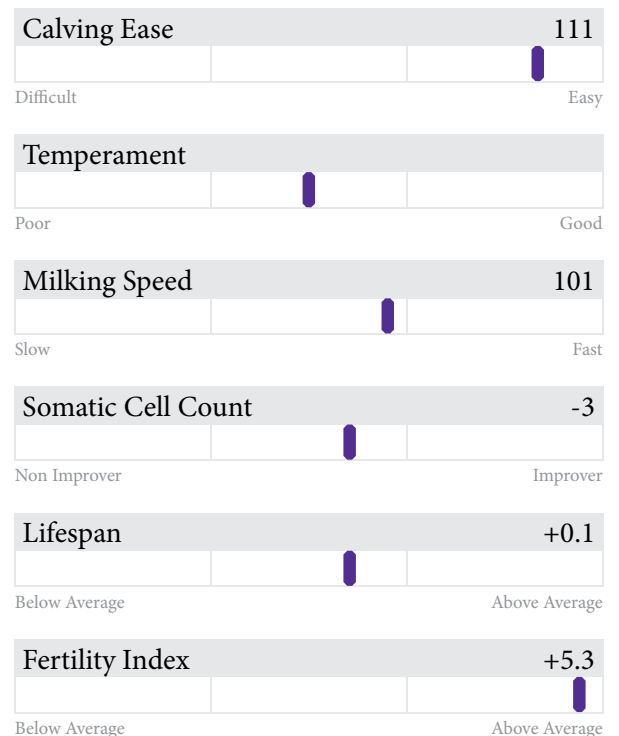 Calving Ease 111
Difficult Easy
Temperament
Poor Good
Milking Speed 101
Slow Fast
Somatic Cell Count -3
Non Improver Improver
Lifespan +0.1
Below Average Above Average
Fertility Index +5.3
Below Average Above Average